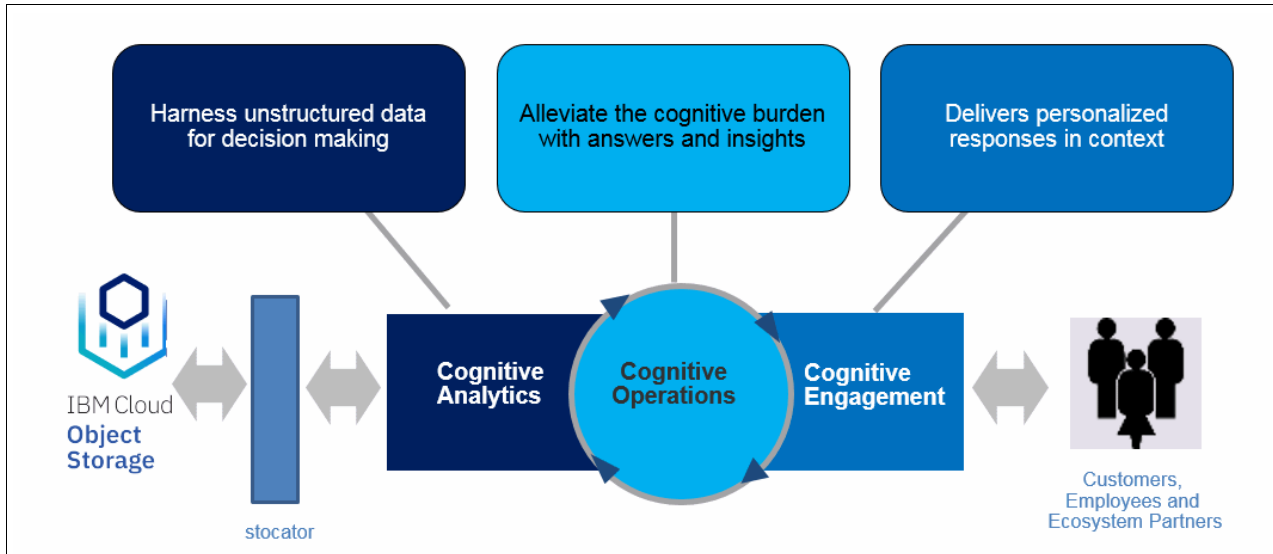 Harness unstructured data
for decision making
Alleviate the cognitive burden
with answers and insights
Delivers personalized
responses in context
IBM Cloud
Object
Storage
stocator
Cognitive
Analytics
Cognitive
Operations
Cognitive
Engagement
Customers,
Employees and
Ecosystem Partners